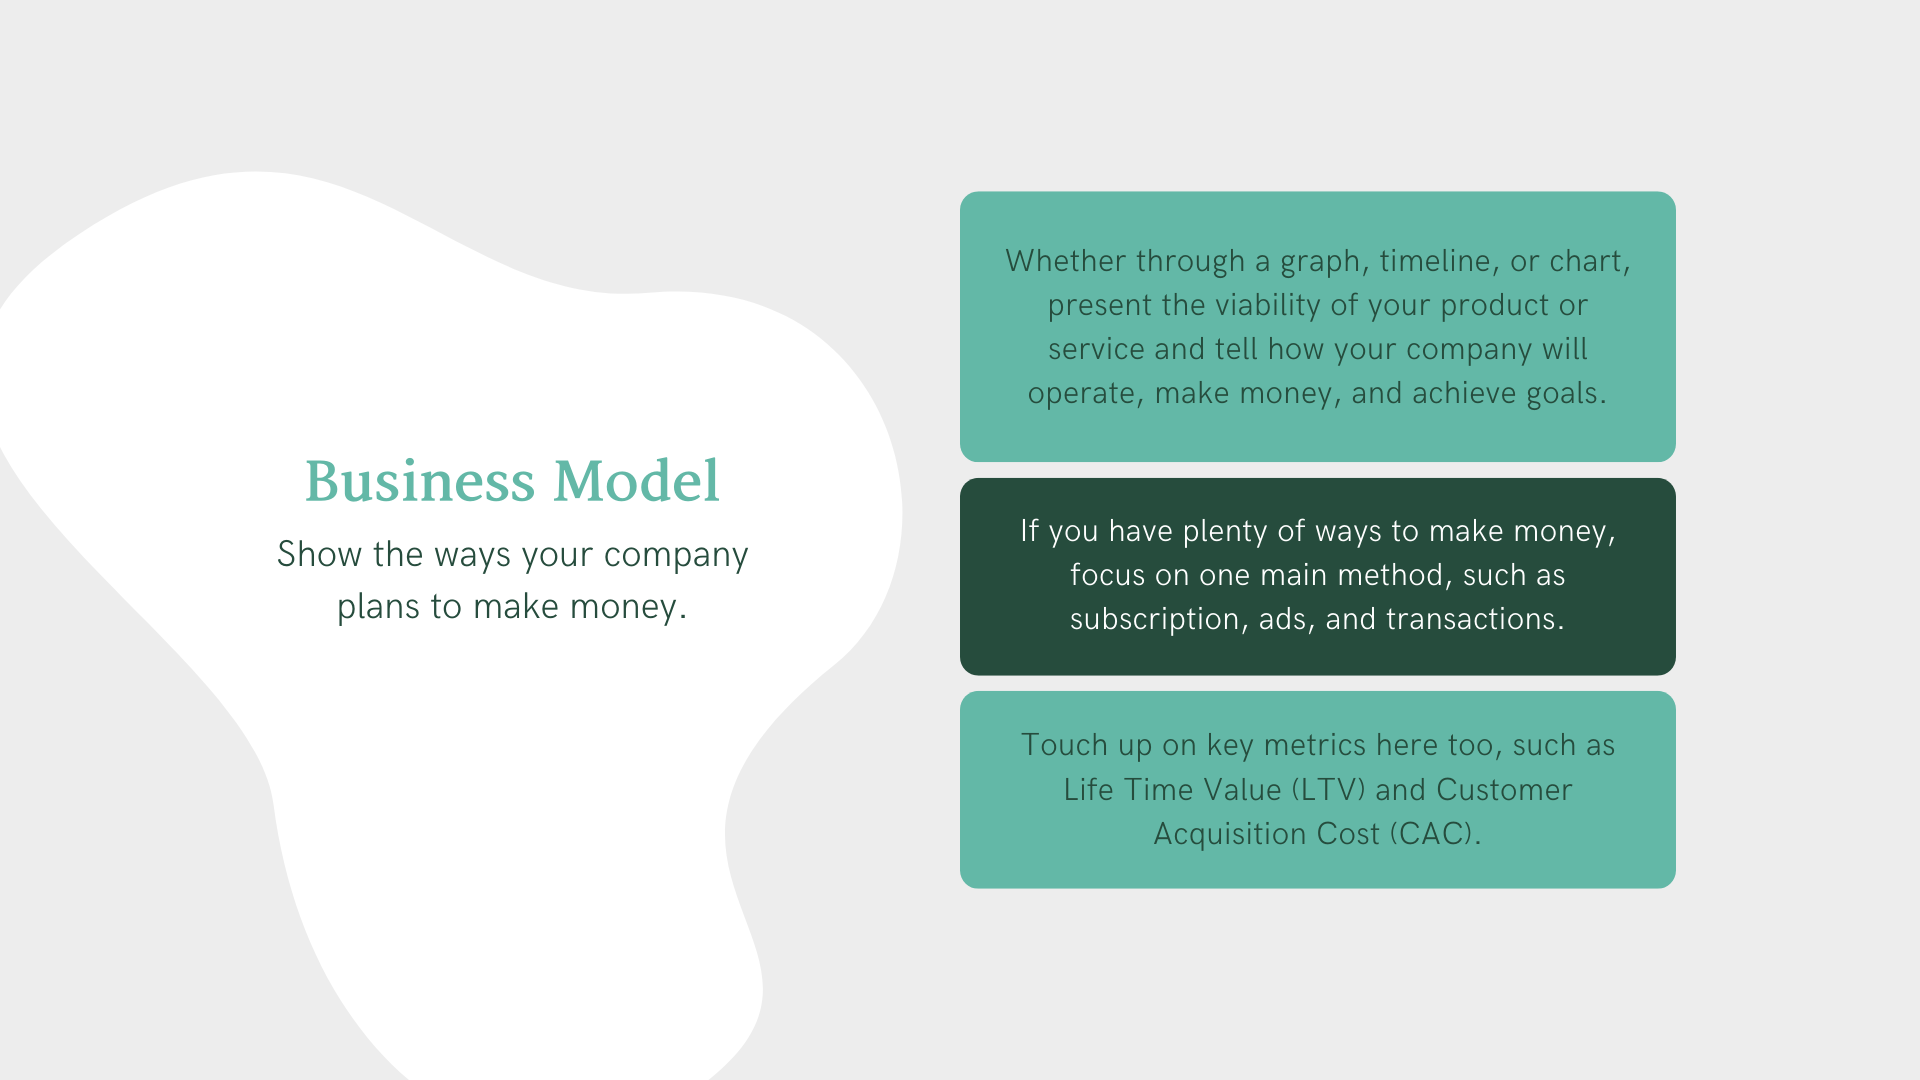 Business Model
Show the ways your company
plans to make money.
Whether through a graph, timeline, or chart,
present the viability of your product or
service and tell how your company will
operate, make money, and achieve goals.
If you have plenty of ways to make money,
focus on one main method, such as
subscription, ads, and transactions.
Touch up on key metrics here too, such as
Life Time Value (LTV) and Customer
Acquisition Cost (CAC).